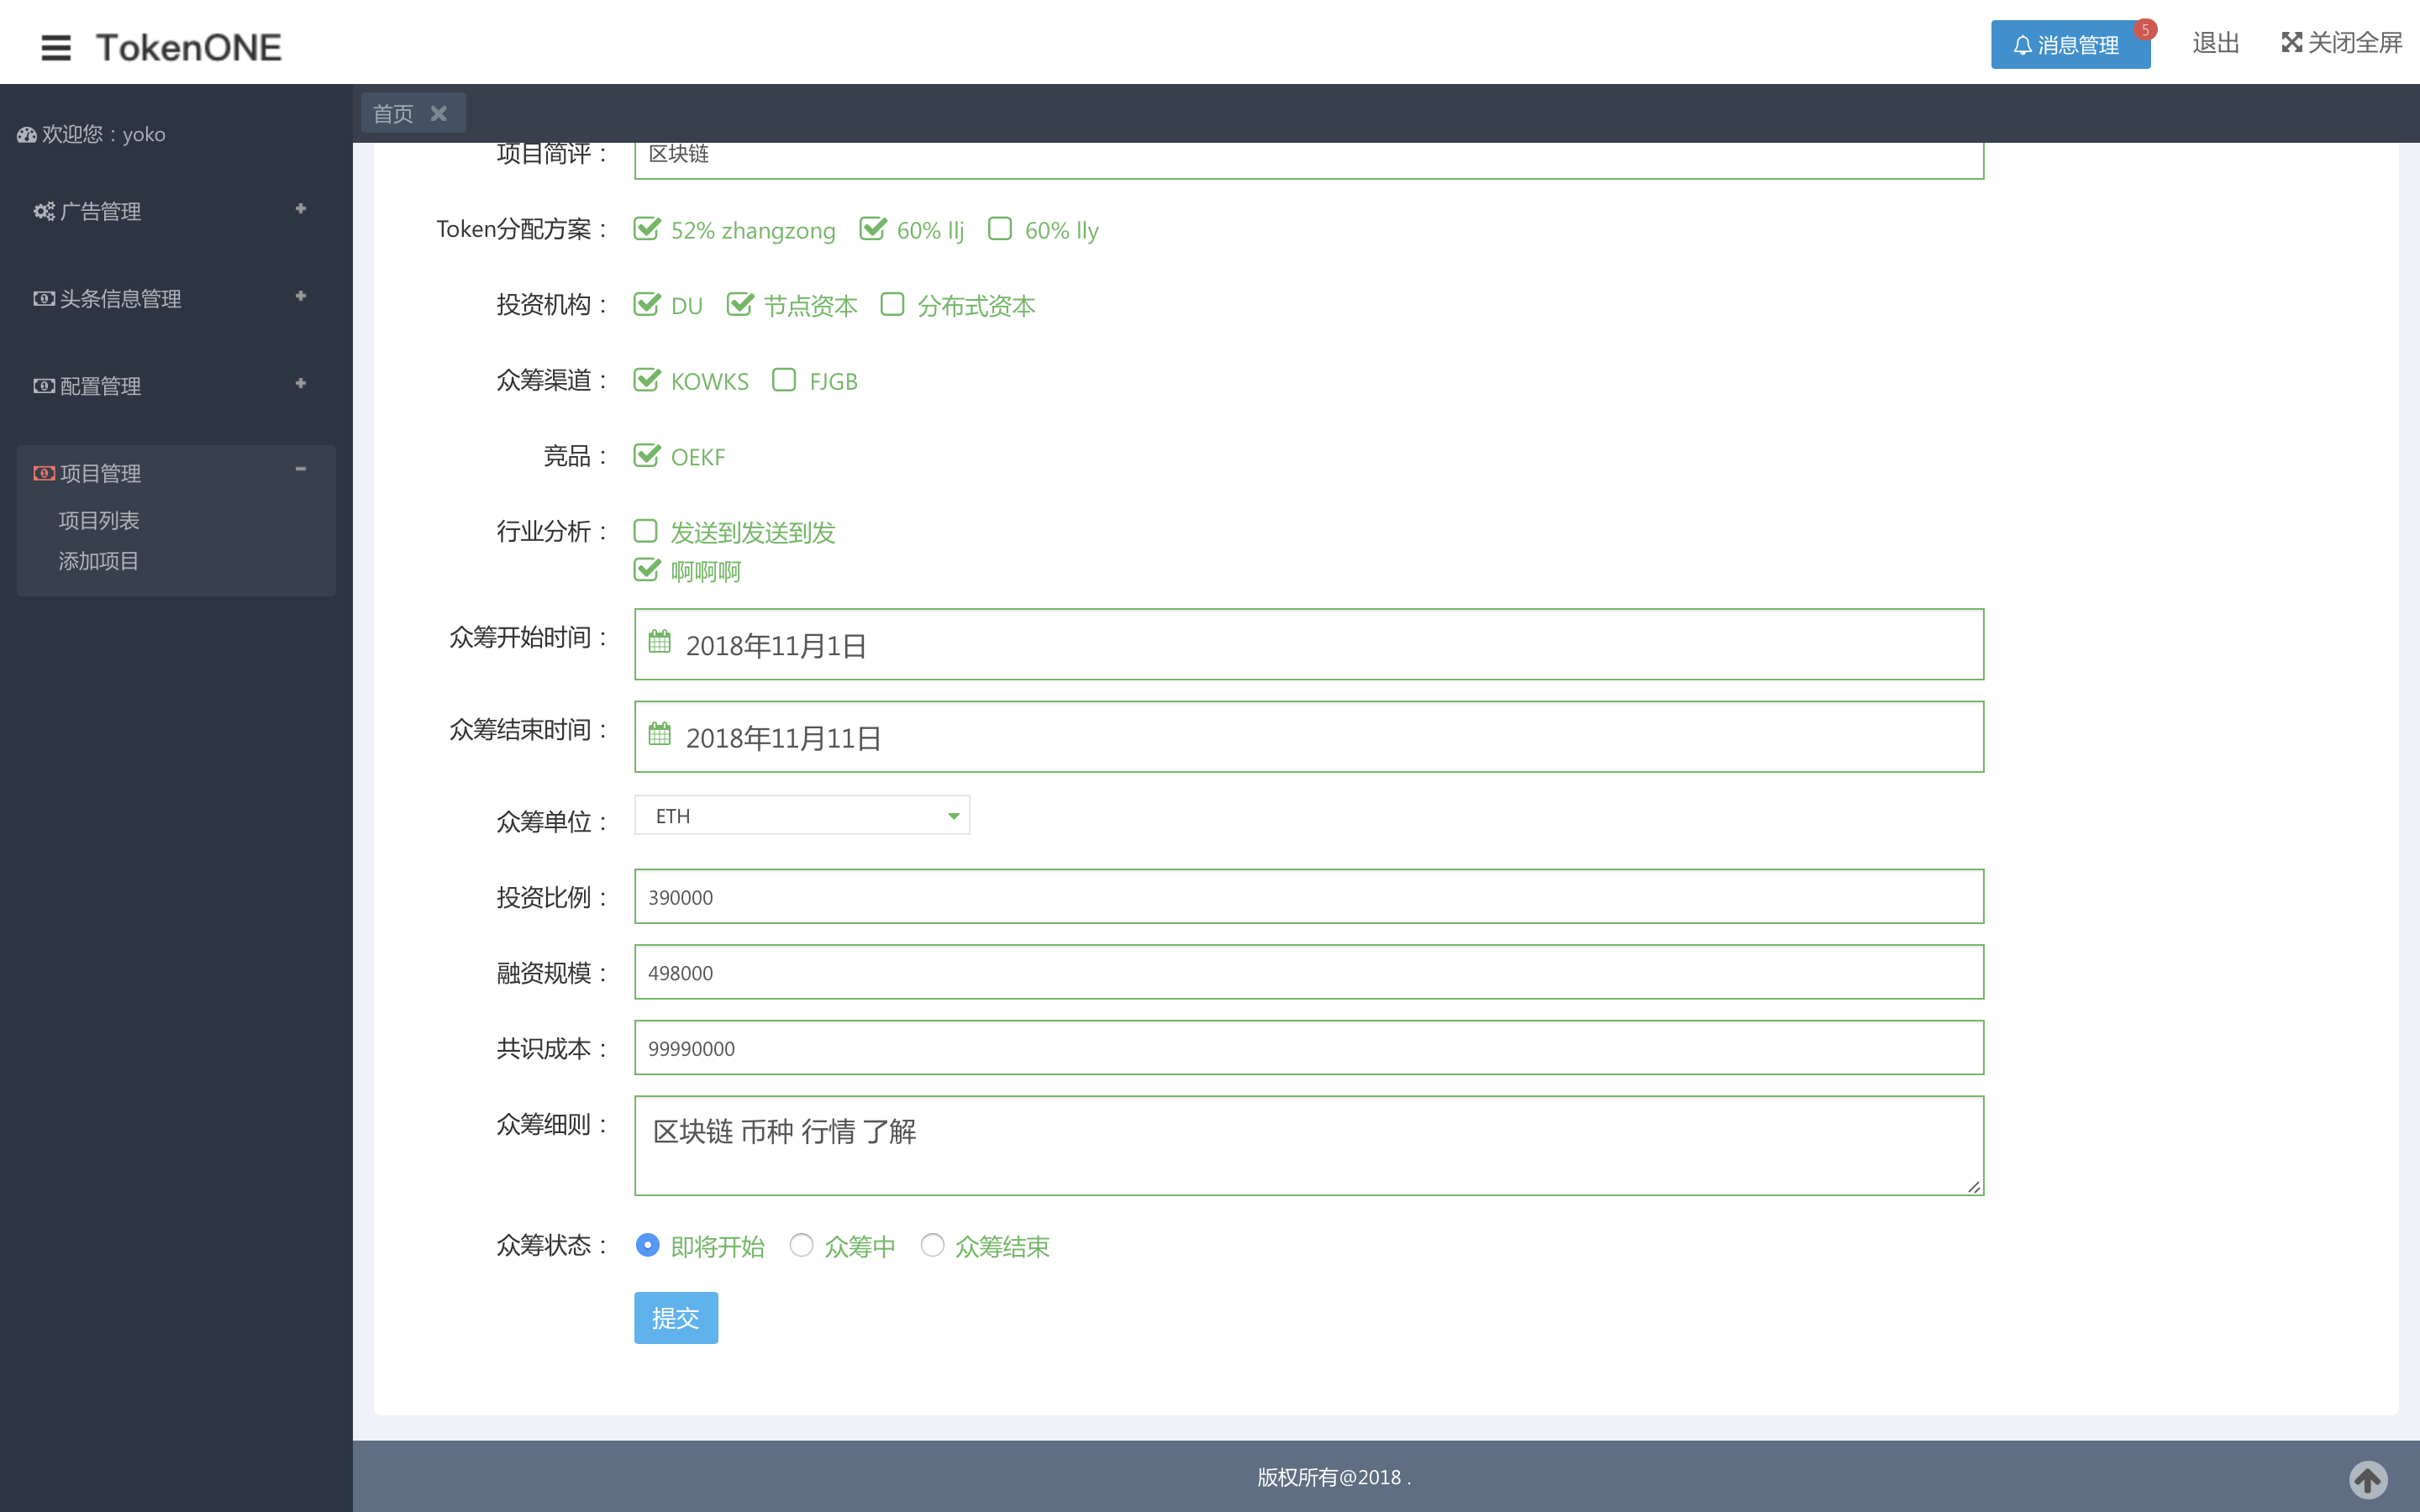 TokenONE
消息管理 5 退出 关闭全屏
首页
欢迎您：yoko
广告管理
头条信息管理
配置管理
项目管理
项目列表
添加项目
项目简评： 区块链
Token分配方案： 52% zhangzong 60% llj 60% lly
投资机构： DU 节点资本 分布式资本
众筹渠道： KOWKS FJGB
竞品： OEKF
行业分析： 发送到发送到发
啊啊啊
众筹开始时间： 2018年11月1日
众筹结束时间： 2018年11月11日
众筹单位： ETH
投资比例： 390000
融资规模： 498000
共识成本： 99990000
众筹细则： 区块链 币种 行情 了解
众筹状态： 即将开始 众筹中 众筹结束
提交
版权所有@2018 .